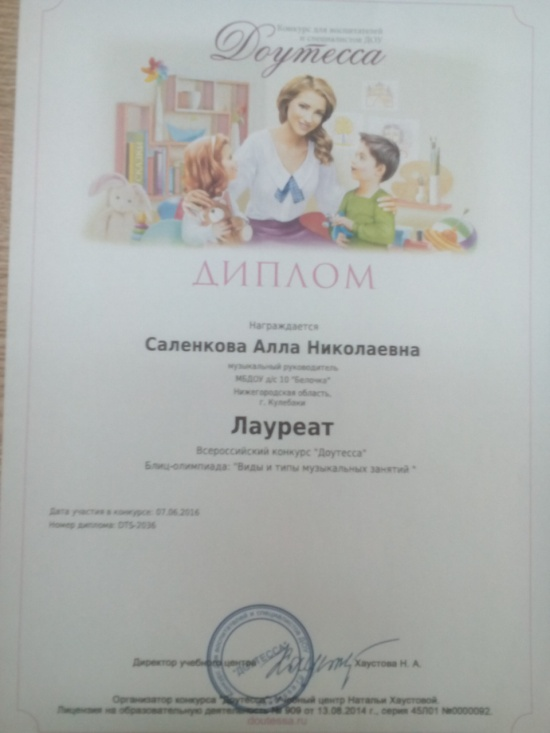 Конкурс для воспитателей
и специалистов ДОУ
Доутесса
ДИПЛОМ
Награждается
Саленкова Алла Николаевна
музыкальный руководитель
МБДОУ д/с 10 "Белочка"
Нижегородская область,
г. Кулебаки
Лауреат
Всероссийский конкурс "Доутесса"
Блиц-олимпиада: "Виды и типы музыкальных занятий "
Дата участие в конкурсе: 07.06.2016
Номер диплома: DTS-2036
"ДОУТЕССА"
Директор учебного центра Хаустова Н. А.
Организатор конкурса "Доутесса", центр Натальи Хаустовой.
Лицензия на образовательную деятельность № 909 от 13.08.2014 г., серия 45Л01 №0000092.
doutessa.ru